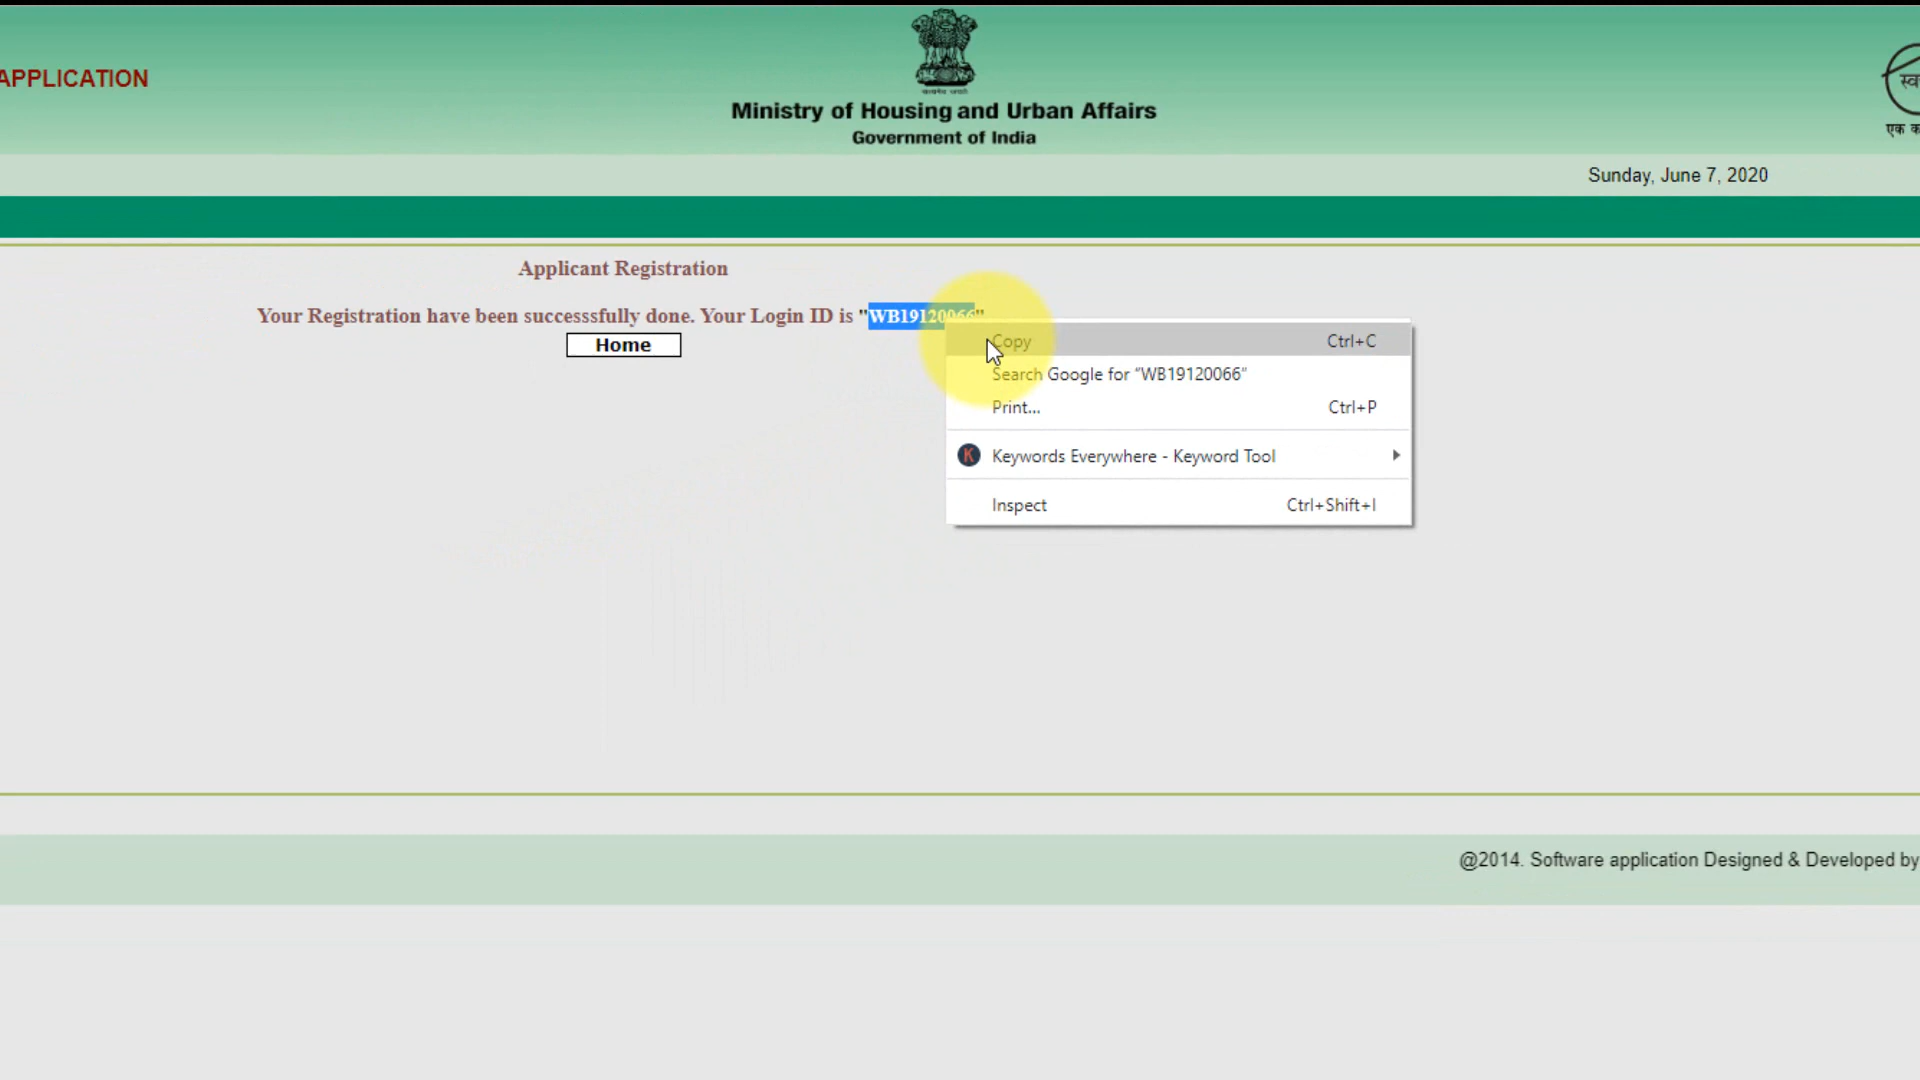 APPLICATION
Ministry of Housing and Urban Affairs
Government of India
एक
Sunday, June 7, 2020
Applicant Registration
Your Registration have been successsfully done. Your Login ID is "WB19120066"
Home
Copy Ctrl+C
Search Google for “WB19120066”
Print... Ctrl+P
K Keywords Everywhere - Keyword Tool
Inspect Ctrl+Shift+I
@2014. Software application Designed & Developed by